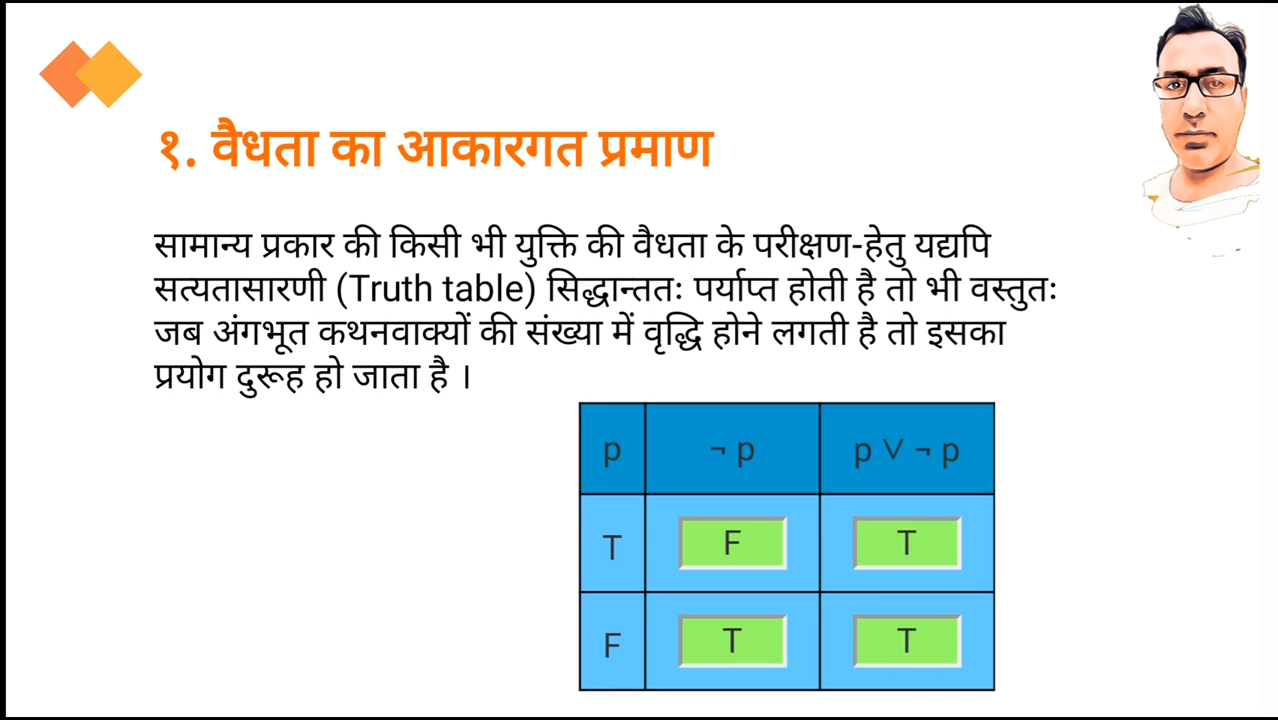 १. वैधता का आकारगत प्रमाण
सामान्य प्रकार की किसी भी युक्ति की वैधता के परीक्षण-हेतु यद्यपि
सत्यतासारणी (Truth table) सिद्धान्ततः पर्याप्त होती है तो भी वस्तुतः
जब अंगभूत कथनवाक्यों की संख्या में वृद्धि होने लगती है तो इसका
प्रयोग दुरूह हो जाता है ।
p ¬ p p ∨ ¬ p
T F T
F T T